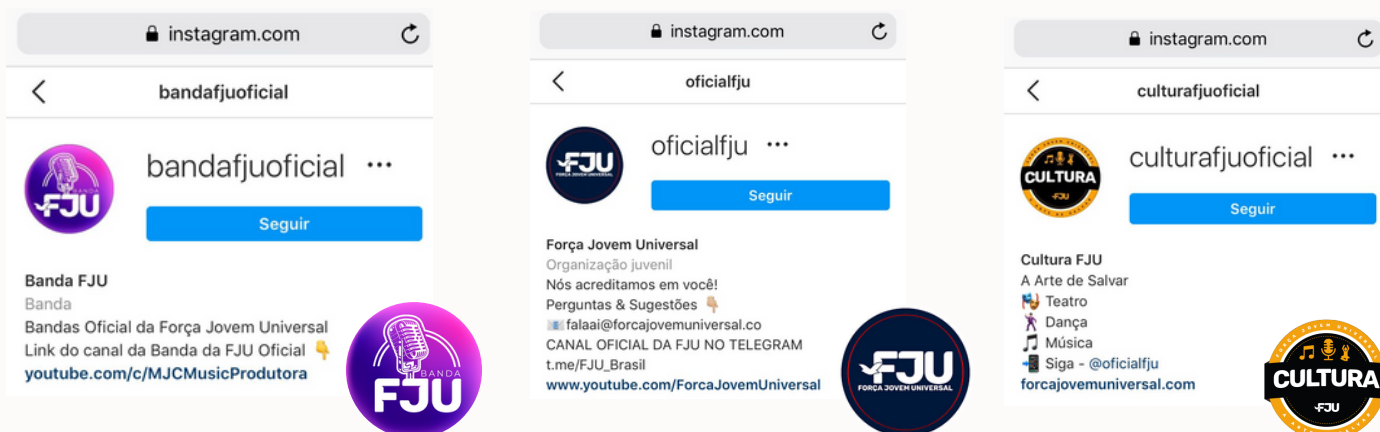 instagram.com
bandafjuoficial
bandafjuoficial ...
BANDA
FJU
Seguir
Banda FJU
Banda
Bandas Oficial da Força Jovem Universal
Link do canal da Banda da FJU Oficial 👇
youtube.com/c/MJCMusicProdutora
BANDA
FJU
instagram.com
oficialfju
oficialfju ...
FJU
FORÇA JOVEM UNIVERSAL
Seguir
Força Jovem Universal
Organização juvenil
Nós acreditamos em você!
Perguntas & Sugestões 👇🏼
📧 falaai@forcajovemuniversal.co
CANAL OFICIAL DA FJU NO TELEGRAM
t.me/FJU_Brasil
www.youtube.com/ForcaJovemUniversal
FJU
FORÇA JOVEM UNIVERSAL
instagram.com
culturafjuoficial
culturafjuoficial ...
CULTURA
FJU
Seguir
Cultura FJU
A Arte de Salvar
🎭 Teatro
🕺 Dança
🎵 Música
📲 Siga - @oficialfju
forcajovemuniversal.com
CULTURA
FJU